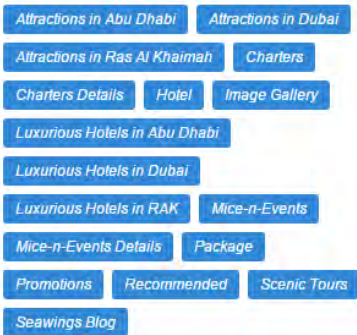 Attractions in Abu Dhabi Attractions in Dubai
Attractions in Ras Al Khaimah Charters
Charters Details Hotel Image Gallery
Luxurious Hotels in Abu Dhabi
Luxurious Hotels in Dubai
Luxurious Hotels in RAK Mice-n-Events
Mice-n-Events Details Package
Promotions Recommended Scenic Tours
Seawings Blog